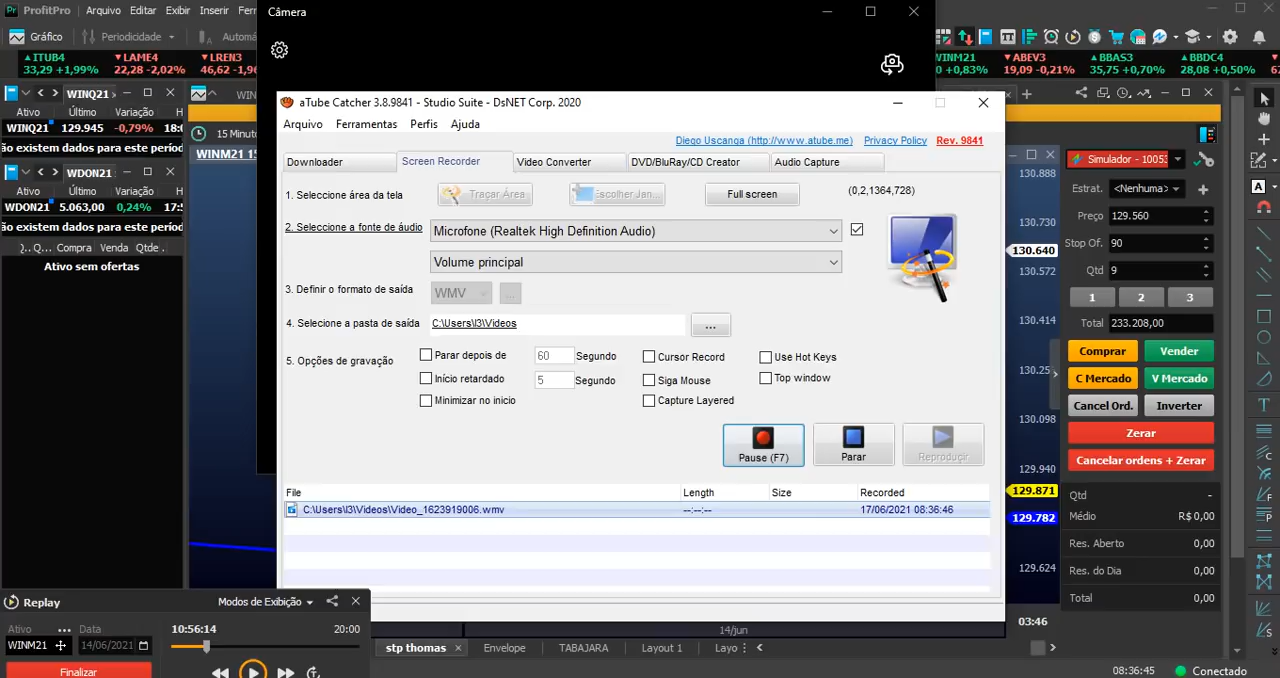 ProfitPro Arquivo Editar Exibir Inserir
Gráfico Periodicidade
ITUB4 LAME4 LREN3
33,29 +1,99% 22,28 -2,02%
WINQ21
Ativo Último Variação
WINQ21 129.945 -0,79%
ão existem dados para este períod
WDON21
Ativo Último Variação
WDON21 5.063,00 0,24%
ão existem dados para este períod
Q... Compra Venda Qtde
Ativo sem ofertas
15 Minuto
WINM21
Câmera
aTube Catcher 3.8.9841 - Studio Suite - DsNET Corp. 2020
Arquivo Ferramentas Perfis Ajuda
Diego Uscanga (http://www.atube.me) Privacy Policy Rev. 9841
Downloader Screen Recorder Video Converter DVD/BluRay/CD Creator Audio Capture
1. Seleccione área da tela Traçar Área Escolher Jan... Full screen (0,2,1364,728)
2. Seleccione a fonte de áudio Microfone (Realtek High Definition Audio)
Volume principal
3. Definir o formato de saída WMV ...
4. Selecione a pasta de saída C:\Users\I3\Videos ...
5. Opções de gravação Parar depois de 60 Segundo Cursor Record Use Hot Keys
Início retardado 5 Segundo Siga Mouse Top window
Minimizar no inicio Capture Layered
Pause (F7) Parar Reproduçir
File Length Size Recorded
C:\Users\I3\Videos\Video_1623919006.wmv --:--:-- 17/06/2021 08:36:46
WINM21 ABEV3 BBAS3 BBDC4
+0,83% 19,09 -0,21% 35,75 +0,70% 28,08 +0,50%
130.888
130.730
130.640
130.572
130.414
130.098
129.940
129.871
129.782
129.624
03:46
Simulador - 1005
Estrat. <Nenhuma>
Preço 129.560
Stop Of. 90
Qtd 9
1 2 3
Total 233.208,00
Comprar Vender
C Mercado V Mercado
Cancel Ord. Inverter
Zerar
Cancelar ordens + Zerar
Qtd -
Médio R$ 0,00
Res. Aberto 0,00
Res. do Dia 0,00
Total 0,00
Replay Modos de Exibição
Ativo ... Data 10:56:14 20:00
WINM21 14/06/2021
Finalizar
14/jun
stp thomas Envelope TABAJARA Layout 1 Layo
08:36:45 Conectado